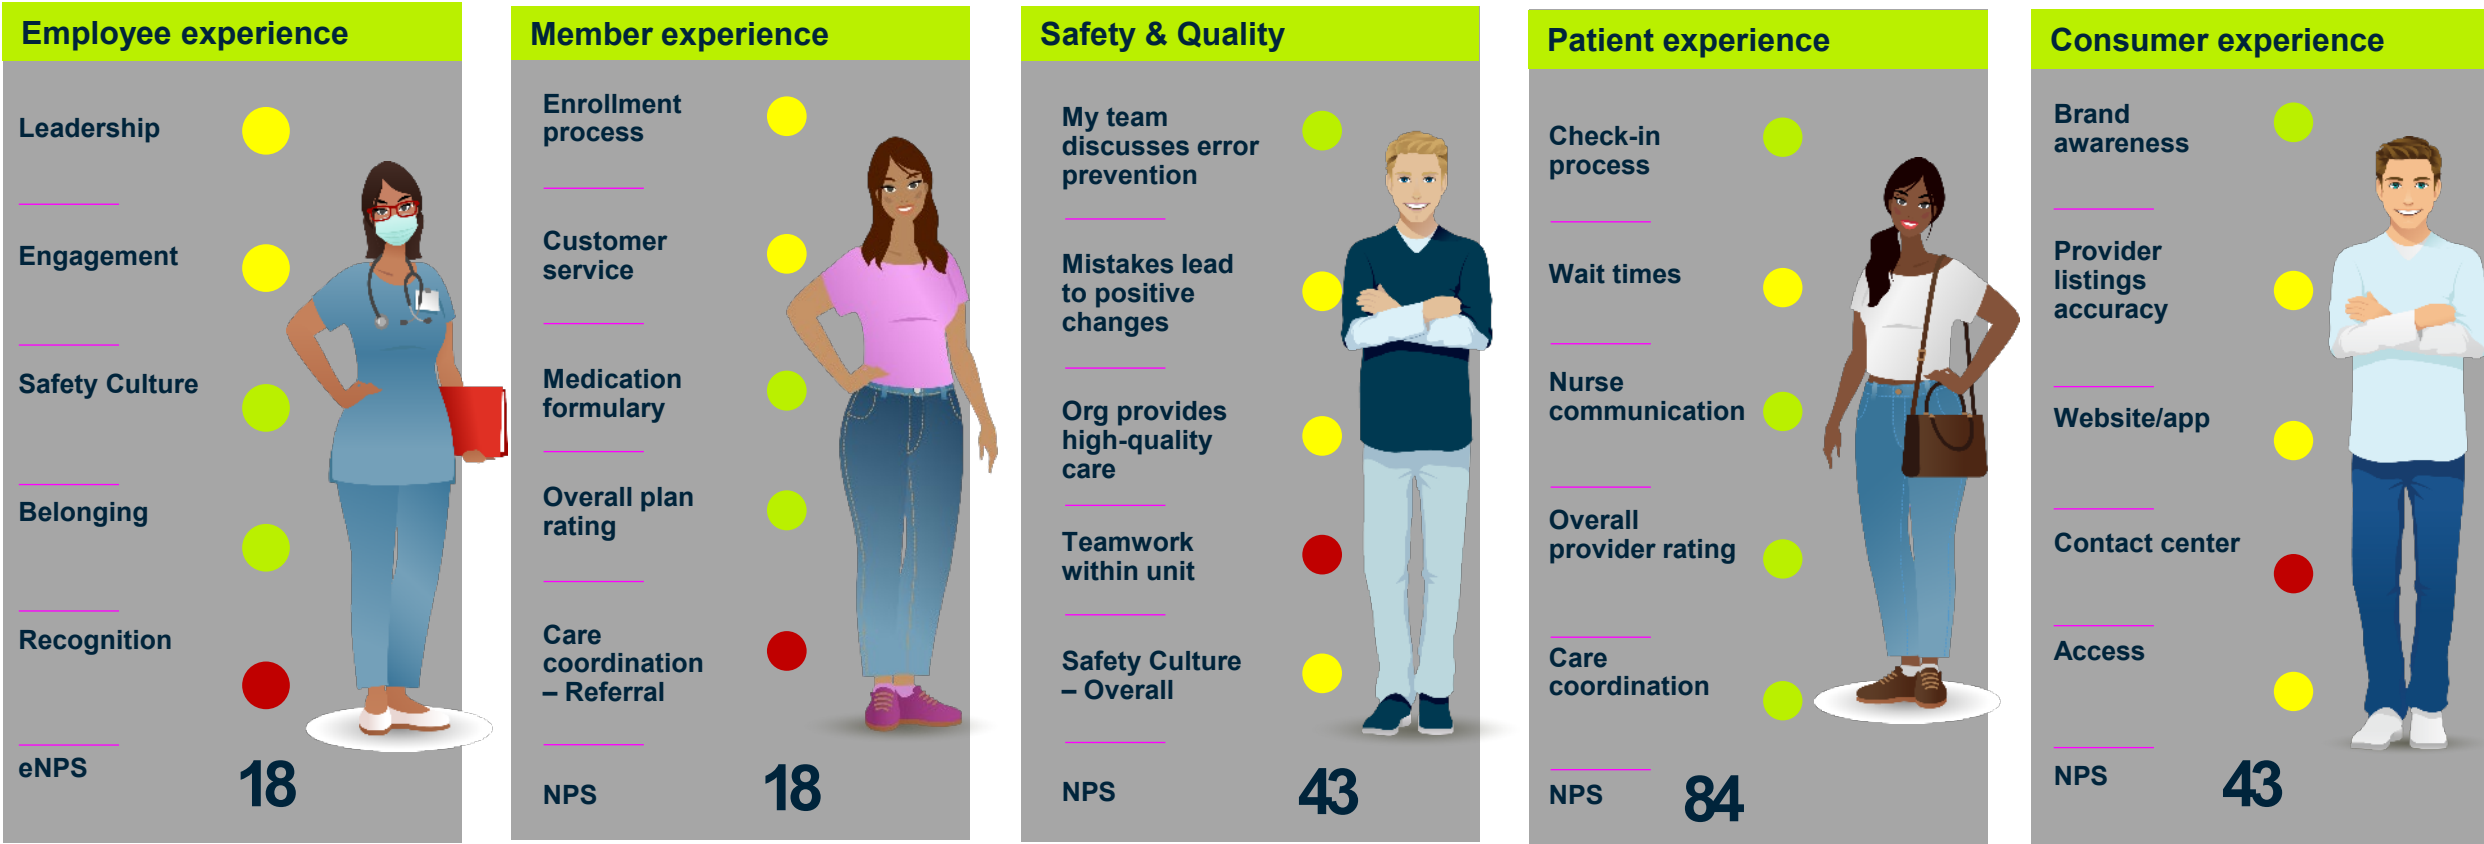 Employee experience
Leadership
Engagement
Safety Culture
Belonging
Recognition
eNPS
18
Member experience
Enrollment
process
Customer
service
Medication
formulary
Overall plan
rating
Care
coordination
– Referral
NPS
18
Safety & Quality
My team
discusses error
prevention
Mistakes lead
to positive
changes
Org provides
high-quality
care
Teamwork
within unit
Safety Culture
– Overall
NPS
43
Patient experience
Check-in
process
Wait times
Nurse
communication
Overall
provider rating
Care
coordination
NPS
84
Consumer experience
Brand
awareness
Provider
listings
accuracy
Website/app
Contact center
Access
NPS
43